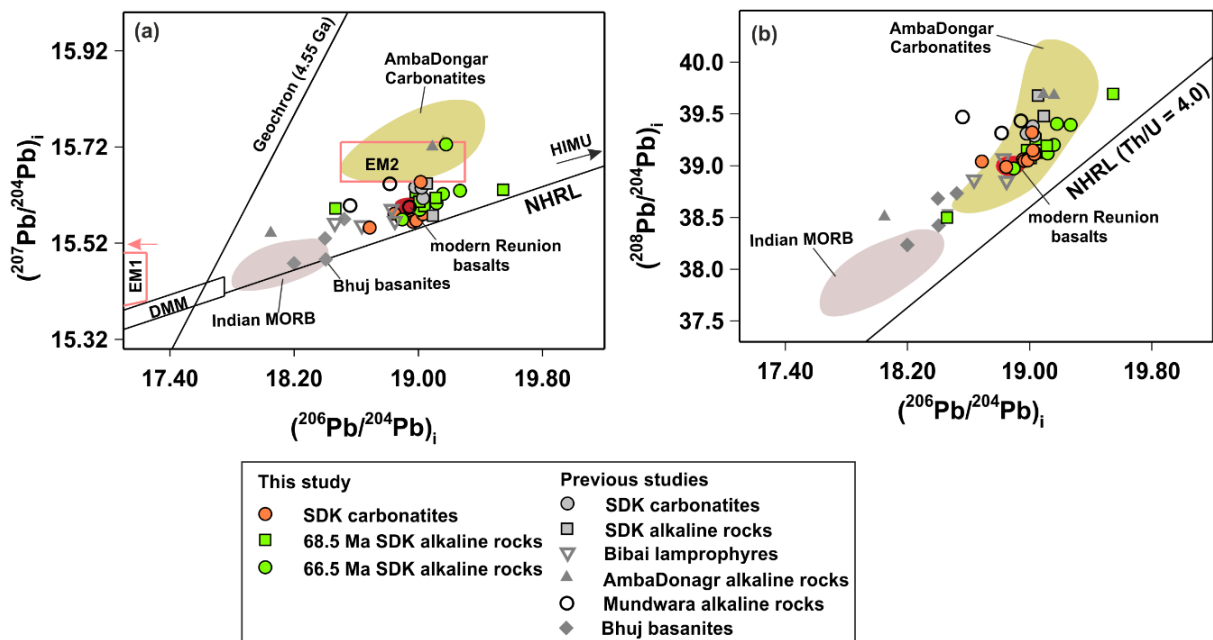 (a)
15.92
15.72
15.52
15.32
(²⁰⁷Pb/²⁰⁴Pb)ᵢ
Geochron (4.55 Ga)
AmbaDongar
Carbonatites
EM2
HIMU
NHRL
EM1
DMM
modern Reunion
basalts
Bhuj basanites
Indian MORB
17.40
18.20
19.00
19.80
(²⁰⁶Pb/²⁰⁴Pb)ᵢ
(b)
40.0
39.5
39.0
38.5
38.0
37.5
(²⁰⁸Pb/²⁰⁴Pb)ᵢ
AmbaDongar
Carbonatites
NHRL (Th/U = 4.0)
modern Reunion
basalts
Indian MORB
17.40
18.20
19.00
19.80
(²⁰⁶Pb/²⁰⁴Pb)ᵢ
This study
SDK carbonatites
68.5 Ma SDK alkaline rocks
66.5 Ma SDK alkaline rocks
Previous studies
SDK carbonatites
SDK alkaline rocks
Bibai lamprophyres
AmbaDonagr alkaline rocks
Mundwara alkaline rocks
Bhuj basanites